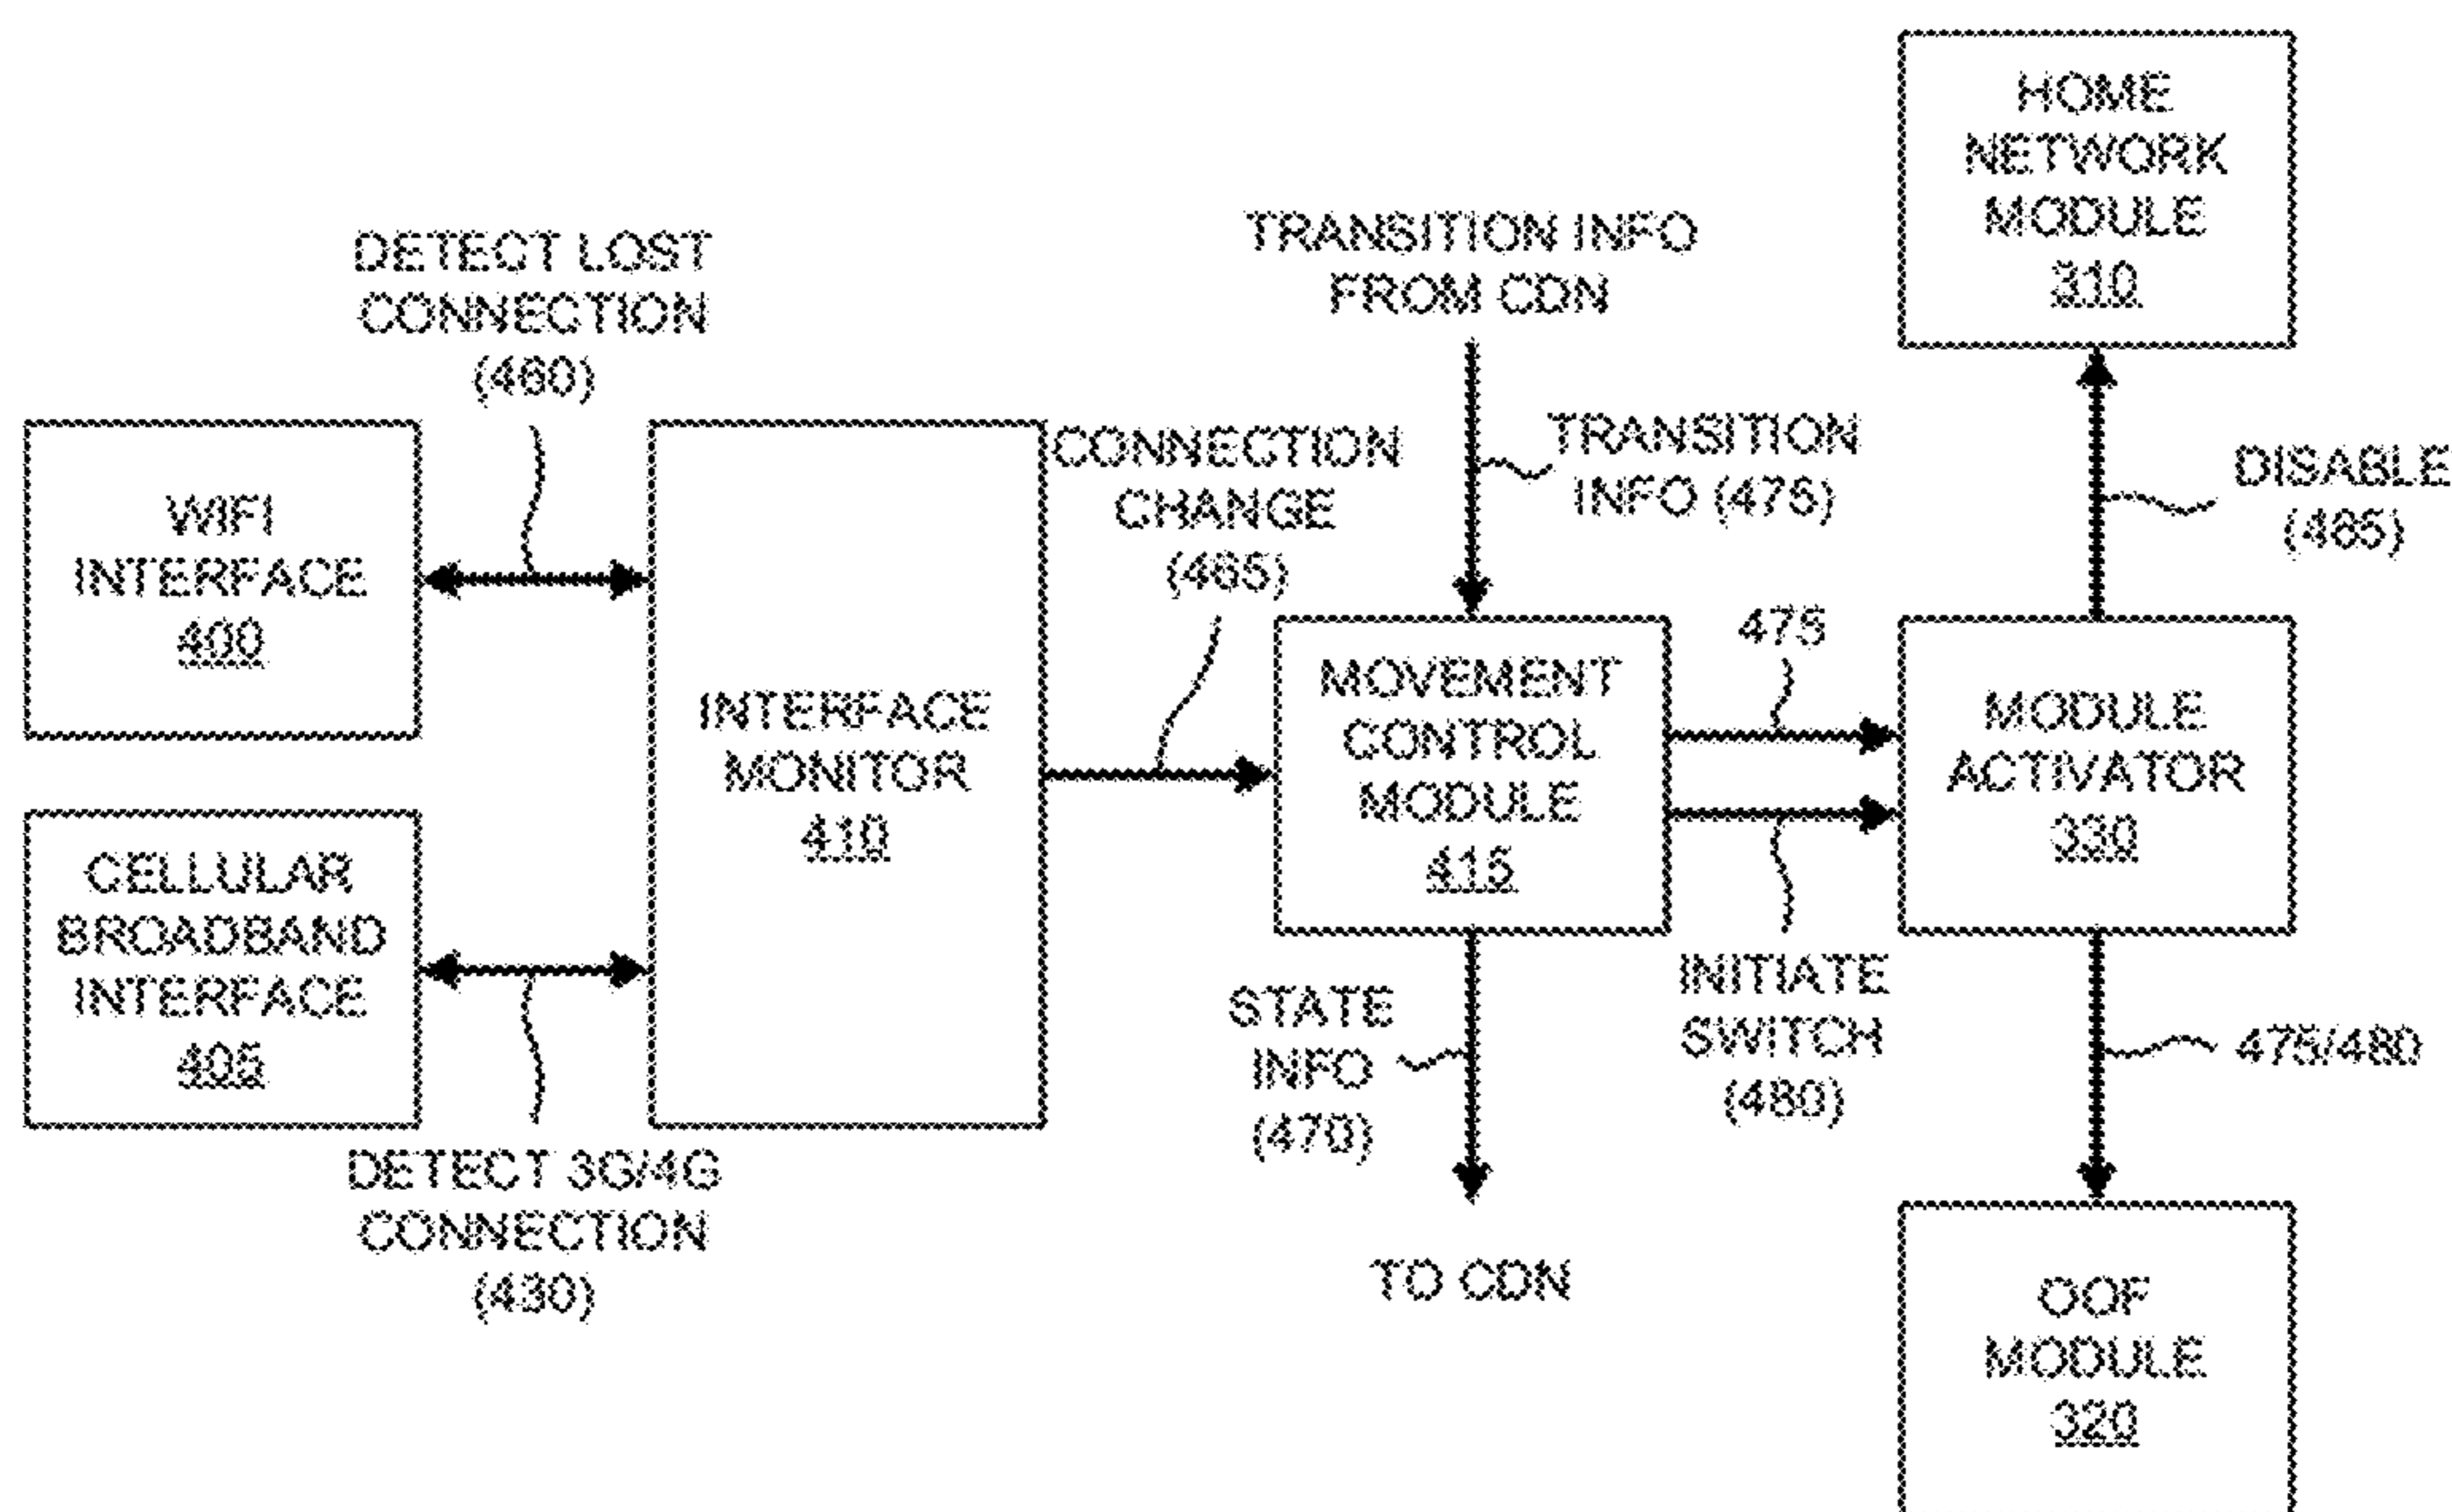 HOME
NETWORK
MODULE
310
DETECT LOST
CONNECTION
(460)
TRANSITION INFO
FROM CDN
WIFI
INTERFACE
400
CONNECTION
CHANGE
(465)
TRANSITION
INFO (475)
DISABLE
(485)
INTERFACE
MONITOR
410
MOVEMENT
CONTROL
MODULE
415
475
MODULE
ACTIVATOR
330
CELLULAR
BROADBAND
INTERFACE
405
STATE
INFO
(470)
INITIATE
SWITCH
(480)
475/480
DETECT 3G/4G
CONNECTION
(430)
TO CDN
OOF
MODULE
320